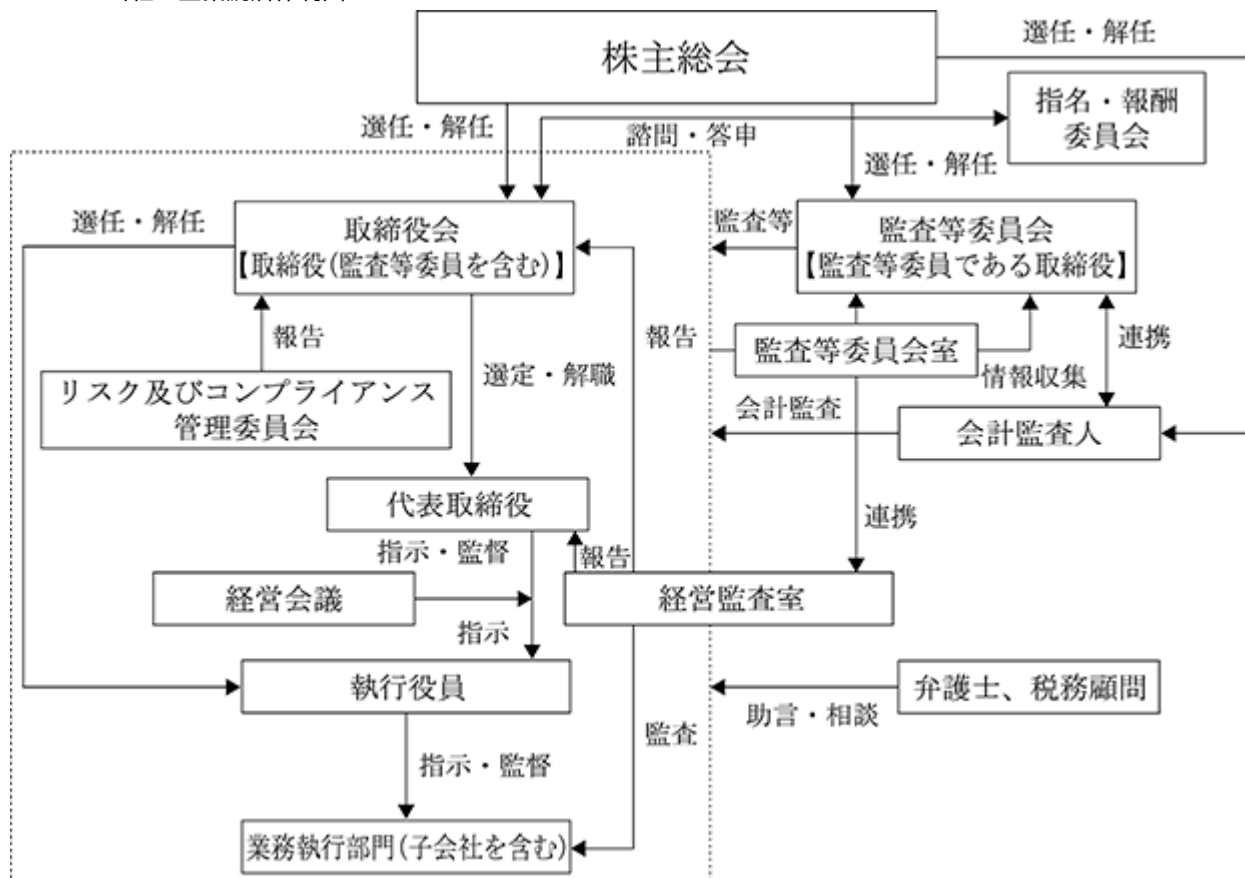 株主総会
選任・解任
指名・報酬
委員会
選任・解任
諮問・答申
選任・解任
選任・解任
取締役会
【取締役(監査等委員を含む)】
監査等
監査等委員会
【監査等委員である取締役】
報告
報告
監査等委員会室
連携
選定・解職
情報収集
リスク及びコンプライアンス
管理委員会
会計監査
会計監査人
代表取締役
連携
指示・監督
報告
経営会議
経営監査室
指示
執行役員
弁護士、税務顧問
助言・相談
監査
指示・監督
業務執行部門(子会社を含む)